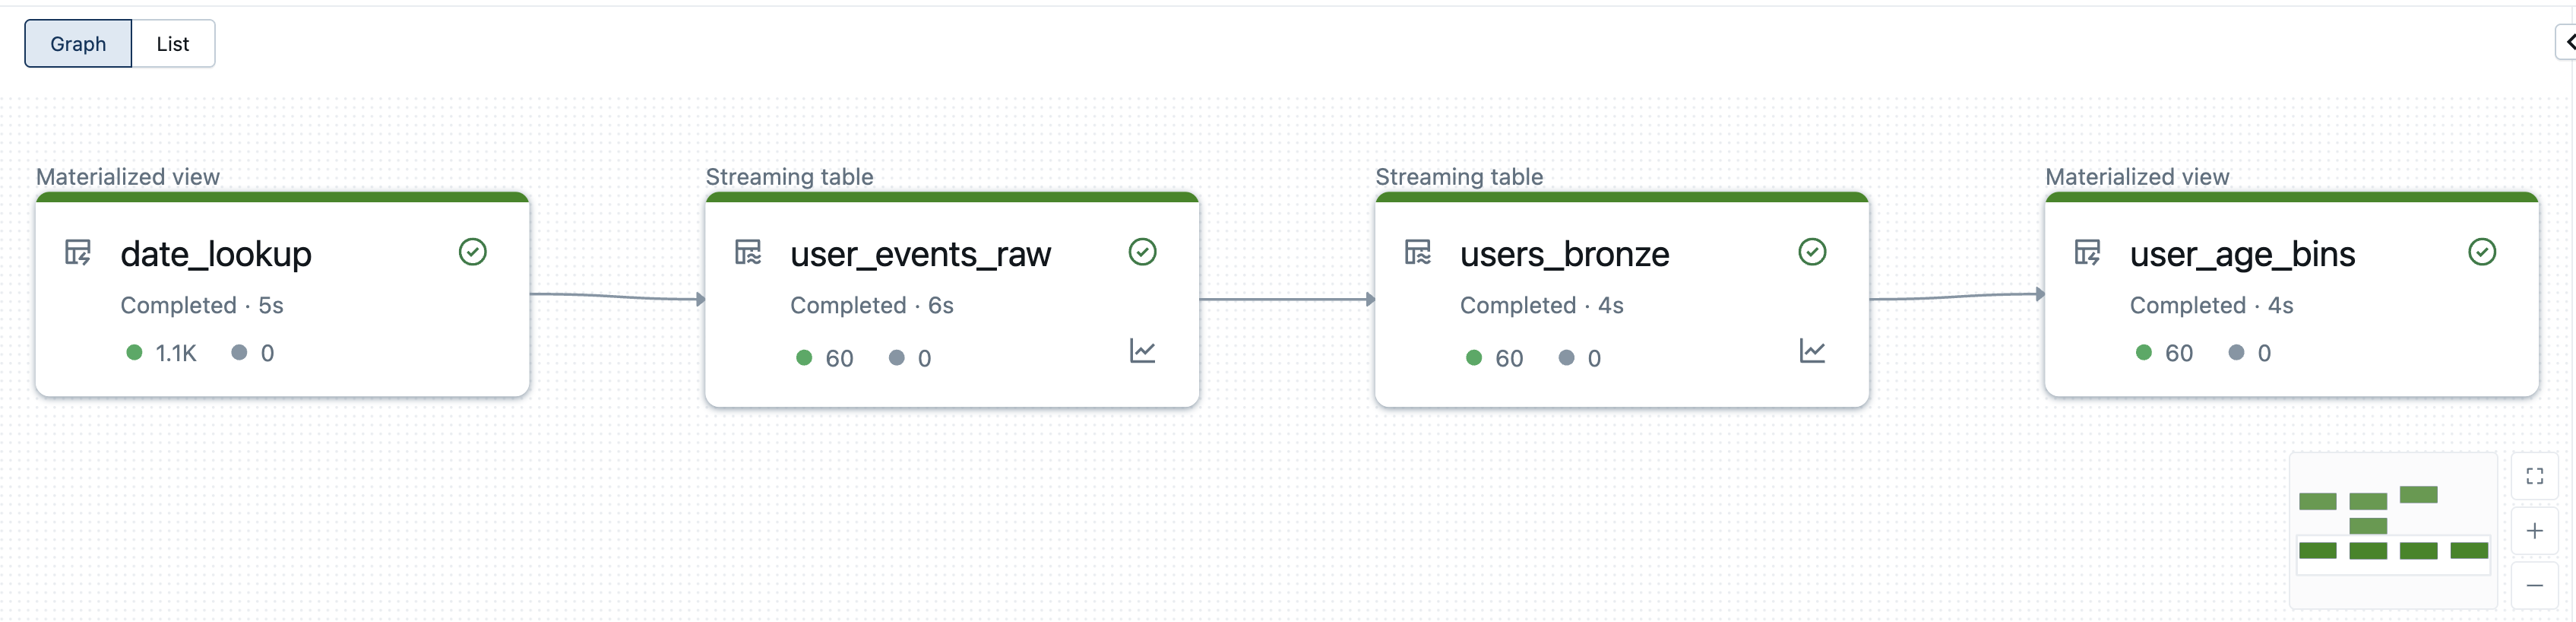 Graph
List
Materialized view
date_lookup
Completed · 5s
1.1K 0
Streaming table
user_events_raw
Completed · 6s
60 0
Streaming table
users_bronze
Completed · 4s
60 0
Materialized view
user_age_bins
Completed · 4s
60 0